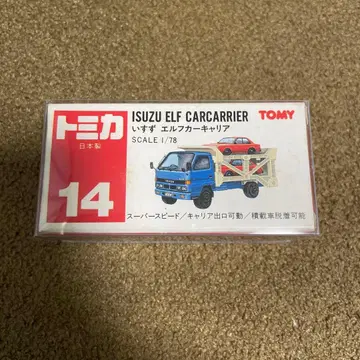 トミカ
日本製
14
ISUZU ELF CARCARRIER
いすゞ エルフカーキャリア
SCALE 1/78
TOMY
スーパースピード/キャリア出口可動/積載車脱着可能